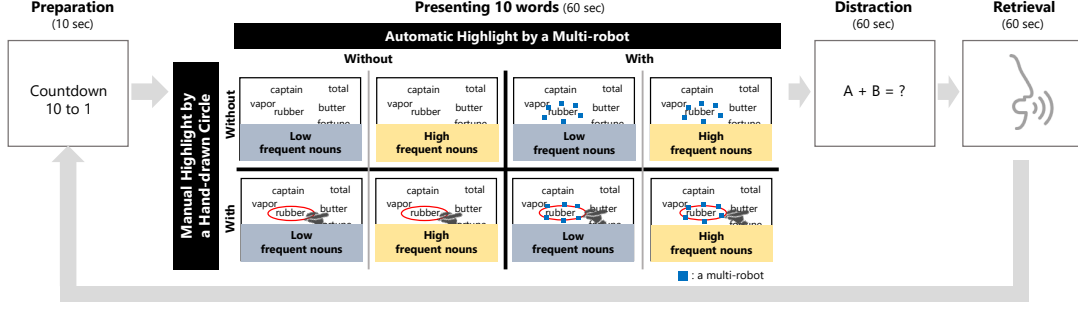 Preparation
(10 sec)
Countdown
10 to 1
Presenting 10 words (60 sec)
Automatic Highlight by a Multi-robot
Without
With
Manual Highlight by
a Hand-drawn Circle
Without
With
captain
total
vapor
rubber
butter
fortune
Low
frequent nouns
captain
total
vapor
rubber
butter
fortune
High
frequent nouns
captain
total
vapor
rubber
butter
fortune
Low
frequent nouns
captain
total
vapor
rubber
butter
fortune
High
frequent nouns
captain
total
vapor
rubber
butter
Low
frequent nouns
captain
total
vapor
rubber
butter
High
frequent nouns
captain
total
vapor
rubber
butter
Low
frequent nouns
captain
total
vapor
rubber
butter
High
frequent nouns
: a multi-robot
Distraction
(60 sec)
A + B = ?
Retrieval
(60 sec)